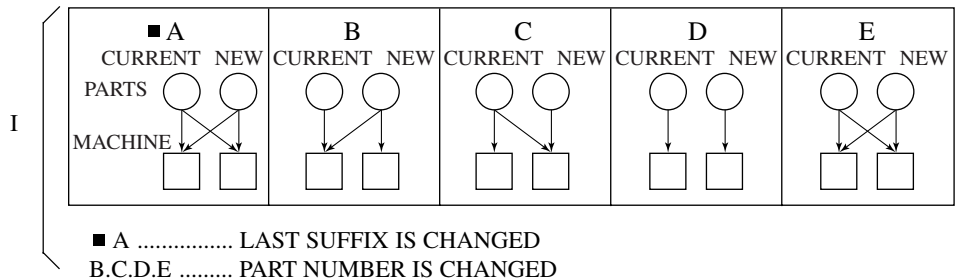 ■ A B C D E
CURRENT NEW CURRENT NEW CURRENT NEW CURRENT NEW CURRENT NEW
PARTS
I
MACHINE
■ A ................ LAST SUFFIX IS CHANGED
B.C.D.E ......... PART NUMBER IS CHANGED